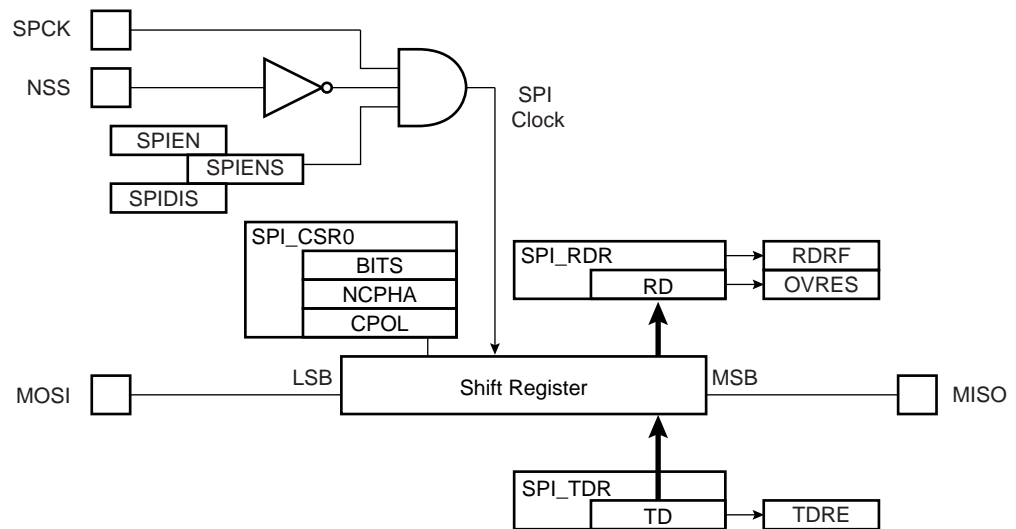 SPCK
NSS
SPI
Clock
SPIEN
SPIENS
SPIDIS
SPI_CSR0
BITS
NCPHA
CPOL
SPI_RDR
RD
RDRF
OVRES
MOSI
LSB
Shift Register
MSB
MISO
SPI_TDR
TD
TDRE